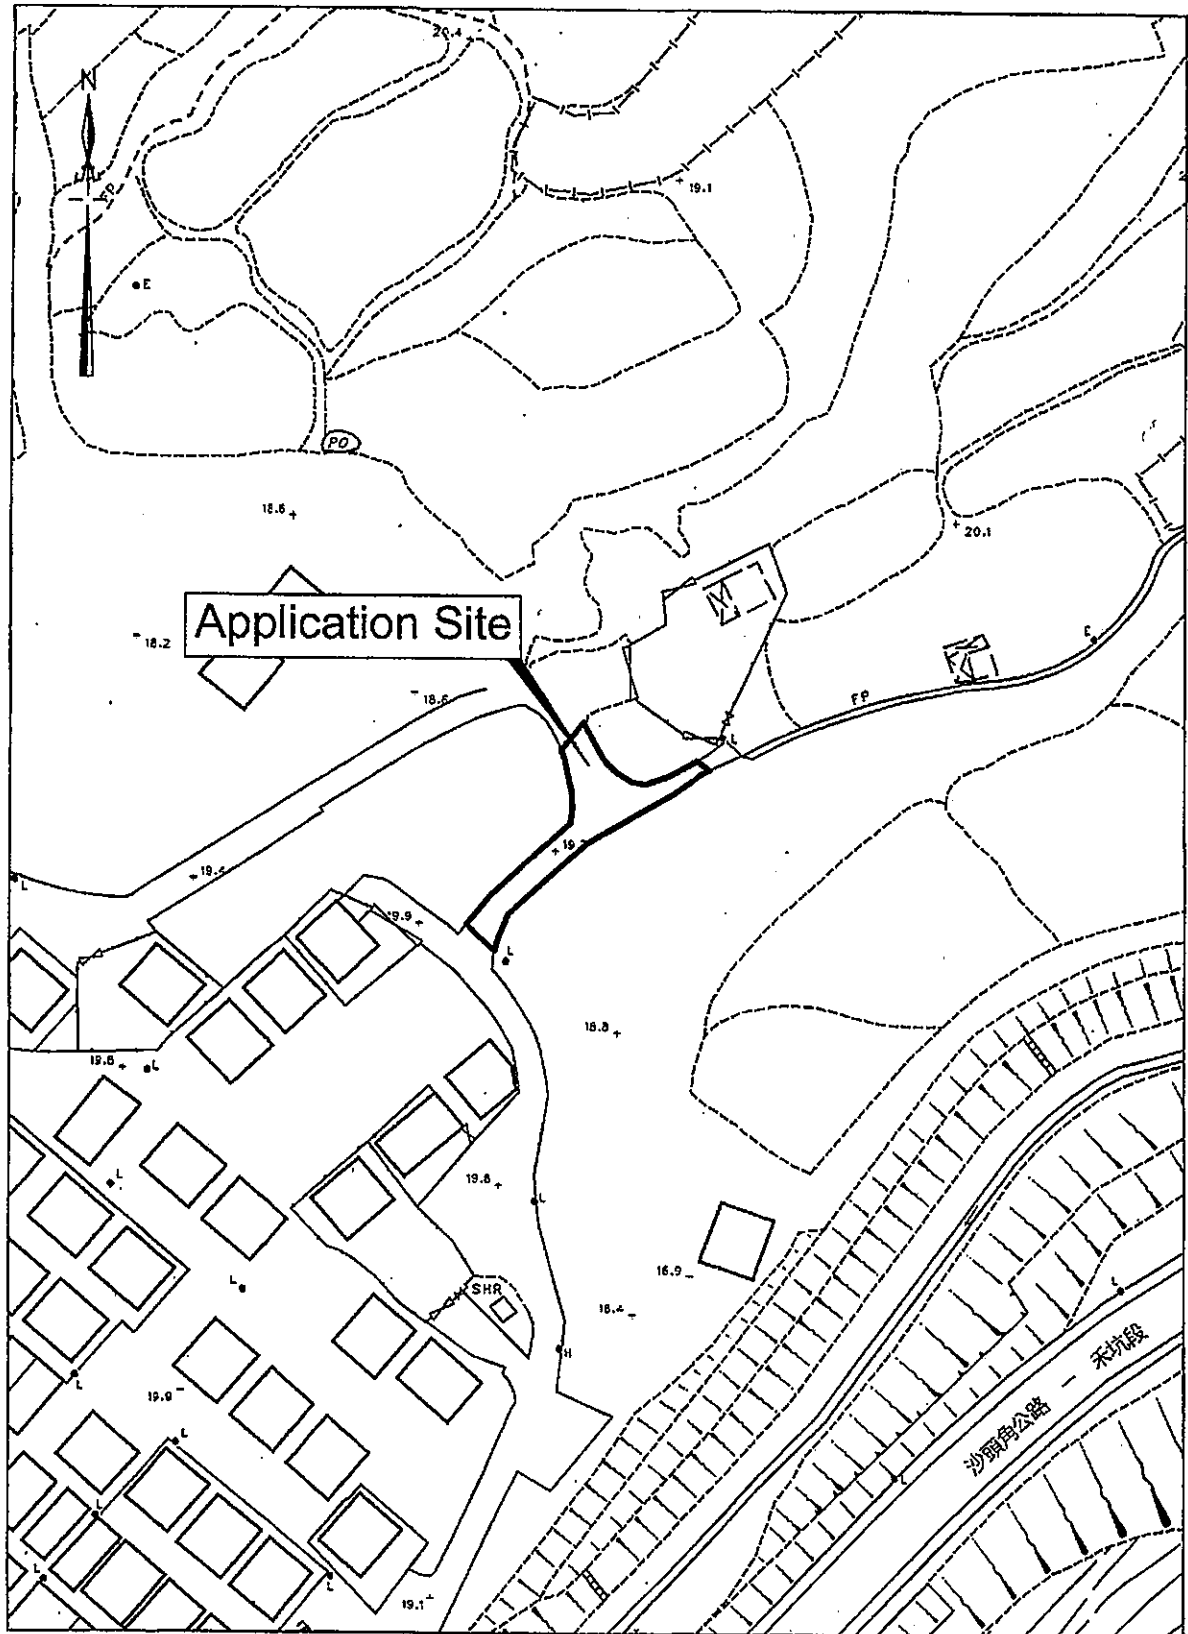 20.4
N
FP
19.1
E
PO
18.6
20.1
Application Site
18.2
E
18.6
FP
L
19.4
L
19.9
L
18.8
19.8
L
L
19.8
L
L
SHR
16.9
18.4
L
H
沙頭角公路 - 禾坑段
L
19.9
L
L
L
L
L
19.1